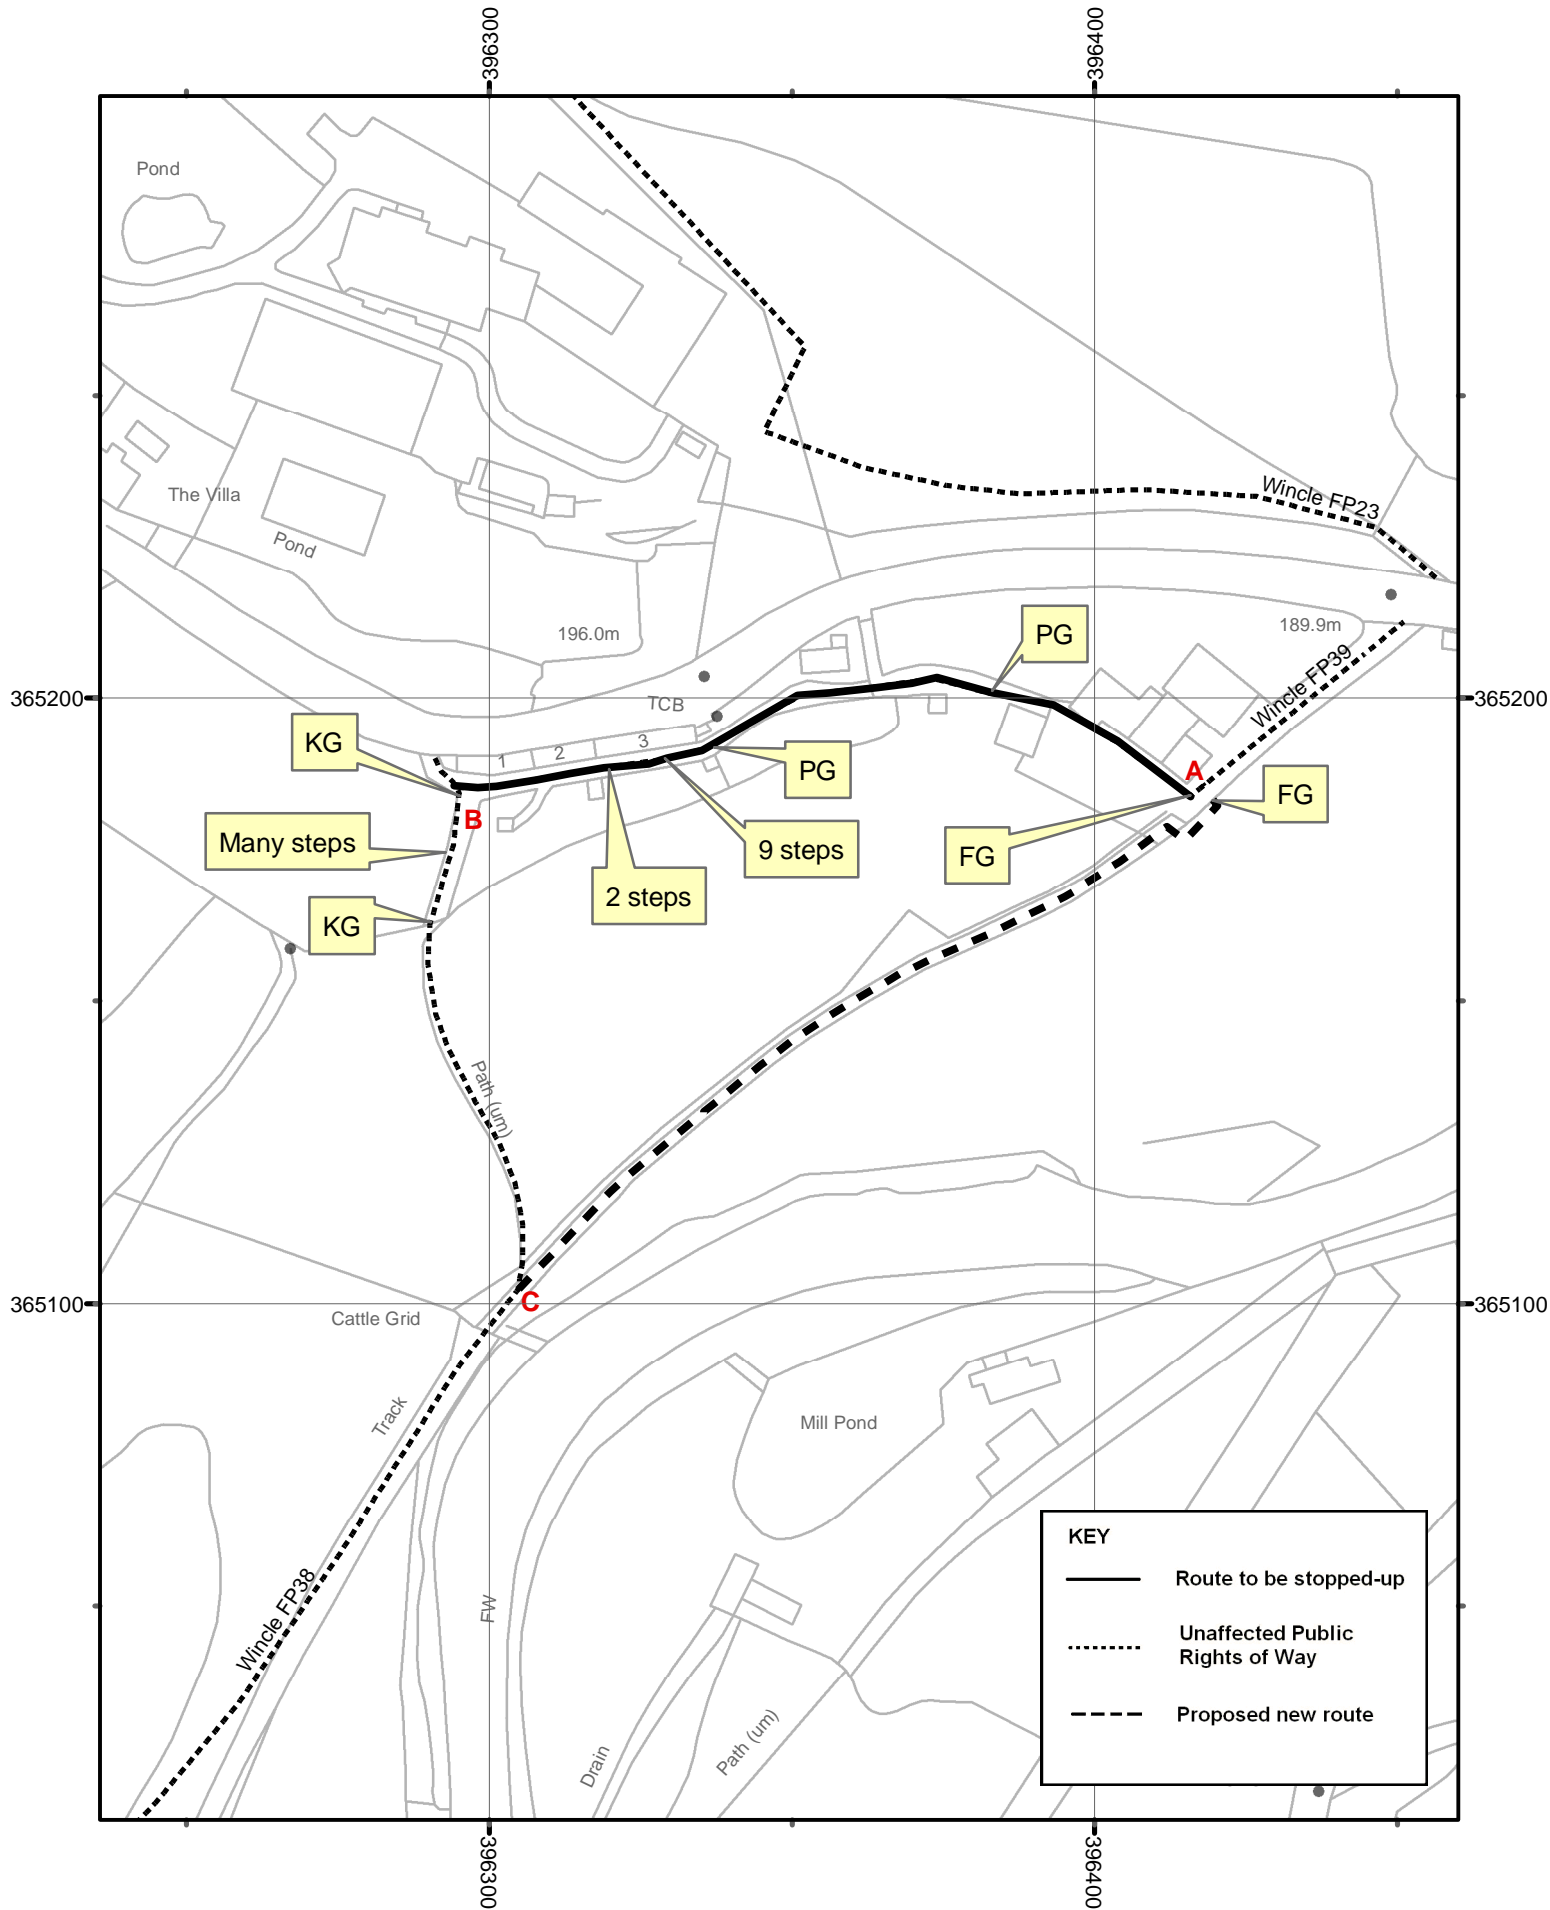 396300
396400
Pond
The Villa
Pond
Wincle FP23
196.0m
PG
189.9m
Wincle FP39
365200
365200
TCB
KG
1
2
3
PG
A
FG
B
Many steps
9 steps
FG
2 steps
KG
Path (um)
365100
C
365100
Cattle Grid
Track
Mill Pond
KEY
Route to be stopped-up
Unaffected Public
Rights of Way
Proposed new route
Wincle FP38
FW
Drain
Path (um)
396300
396400